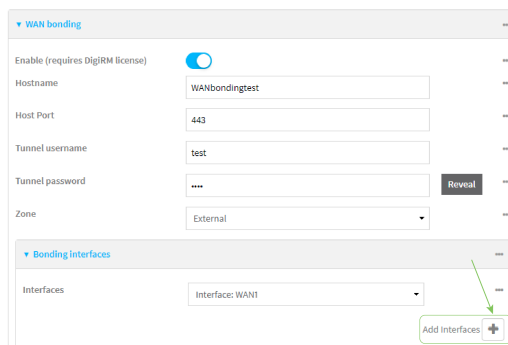 WAN bonding
Enable (requires DigiRM license)
Hostname WANbondingtest
Host Port 443
Tunnel username test
Tunnel password •••• Reveal
Zone External
Bonding interfaces
Interfaces Interface: WAN1
Add Interfaces